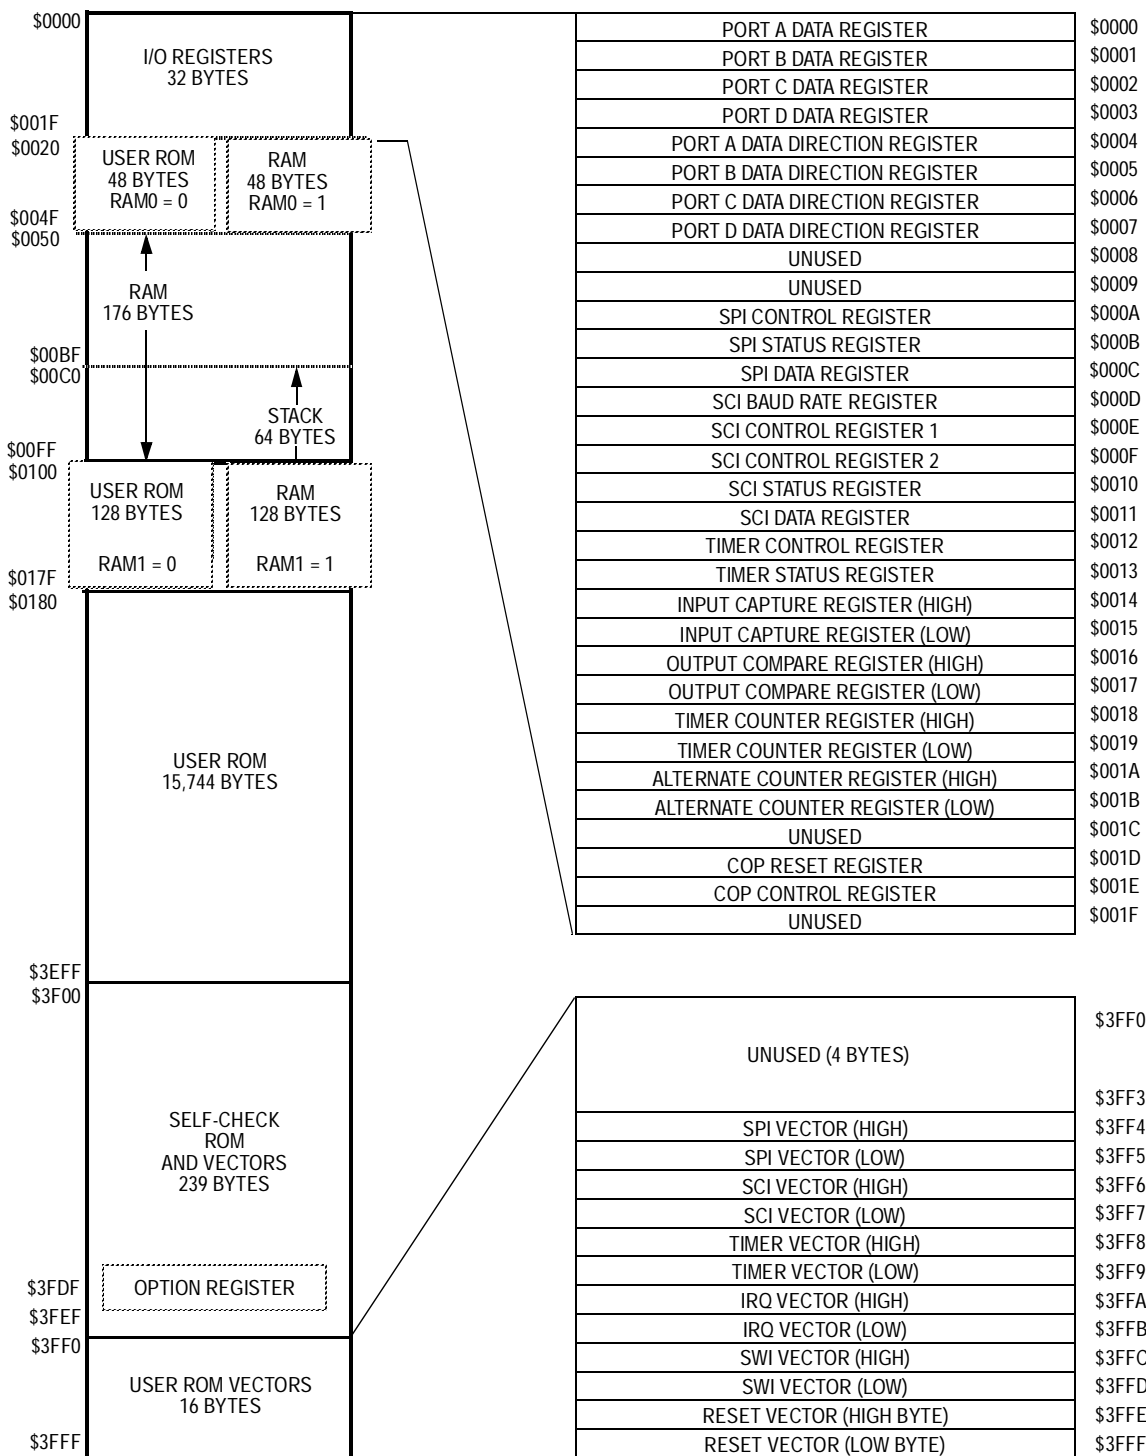 $0000
I/O REGISTERS
32 BYTES
$001F
$0020
USER ROM
48 BYTES
RAM0 = 0
RAM
48 BYTES
RAM0 = 1
$004F
$0050
RAM
176 BYTES
$00BF
$00C0
STACK
64 BYTES
$00FF
$0100
USER ROM
128 BYTES
RAM1 = 0
RAM
128 BYTES
RAM1 = 1
$017F
$0180
USER ROM
15,744 BYTES
$3EFF
$3F00
SELF-CHECK
ROM
AND VECTORS
239 BYTES
OPTION REGISTER
$3FDF
$3FEF
$3FF0
USER ROM VECTORS
16 BYTES
$3FFF
PORT A DATA REGISTER $0000
PORT B DATA REGISTER $0001
PORT C DATA REGISTER $0002
PORT D DATA REGISTER $0003
PORT A DATA DIRECTION REGISTER $0004
PORT B DATA DIRECTION REGISTER $0005
PORT C DATA DIRECTION REGISTER $0006
PORT D DATA DIRECTION REGISTER $0007
UNUSED $0008
UNUSED $0009
SPI CONTROL REGISTER $000A
SPI STATUS REGISTER $000B
SPI DATA REGISTER $000C
SCI BAUD RATE REGISTER $000D
SCI CONTROL REGISTER 1 $000E
SCI CONTROL REGISTER 2 $000F
SCI STATUS REGISTER $0010
SCI DATA REGISTER $0011
TIMER CONTROL REGISTER $0012
TIMER STATUS REGISTER $0013
INPUT CAPTURE REGISTER (HIGH) $0014
INPUT CAPTURE REGISTER (LOW) $0015
OUTPUT COMPARE REGISTER (HIGH) $0016
OUTPUT COMPARE REGISTER (LOW) $0017
TIMER COUNTER REGISTER (HIGH) $0018
TIMER COUNTER REGISTER (LOW) $0019
ALTERNATE COUNTER REGISTER (HIGH) $001A
ALTERNATE COUNTER REGISTER (LOW) $001B
UNUSED $001C
COP RESET REGISTER $001D
COP CONTROL REGISTER $001E
UNUSED $001F
$3FF0
UNUSED (4 BYTES)
$3FF3
SPI VECTOR (HIGH) $3FF4
SPI VECTOR (LOW) $3FF5
SCI VECTOR (HIGH) $3FF6
SCI VECTOR (LOW) $3FF7
TIMER VECTOR (HIGH) $3FF8
TIMER VECTOR (LOW) $3FF9
IRQ VECTOR (HIGH) $3FFA
IRQ VECTOR (LOW) $3FFB
SWI VECTOR (HIGH) $3FFC
SWI VECTOR (LOW) $3FFD
RESET VECTOR (HIGH BYTE) $3FFE
RESET VECTOR (LOW BYTE) $3FFF